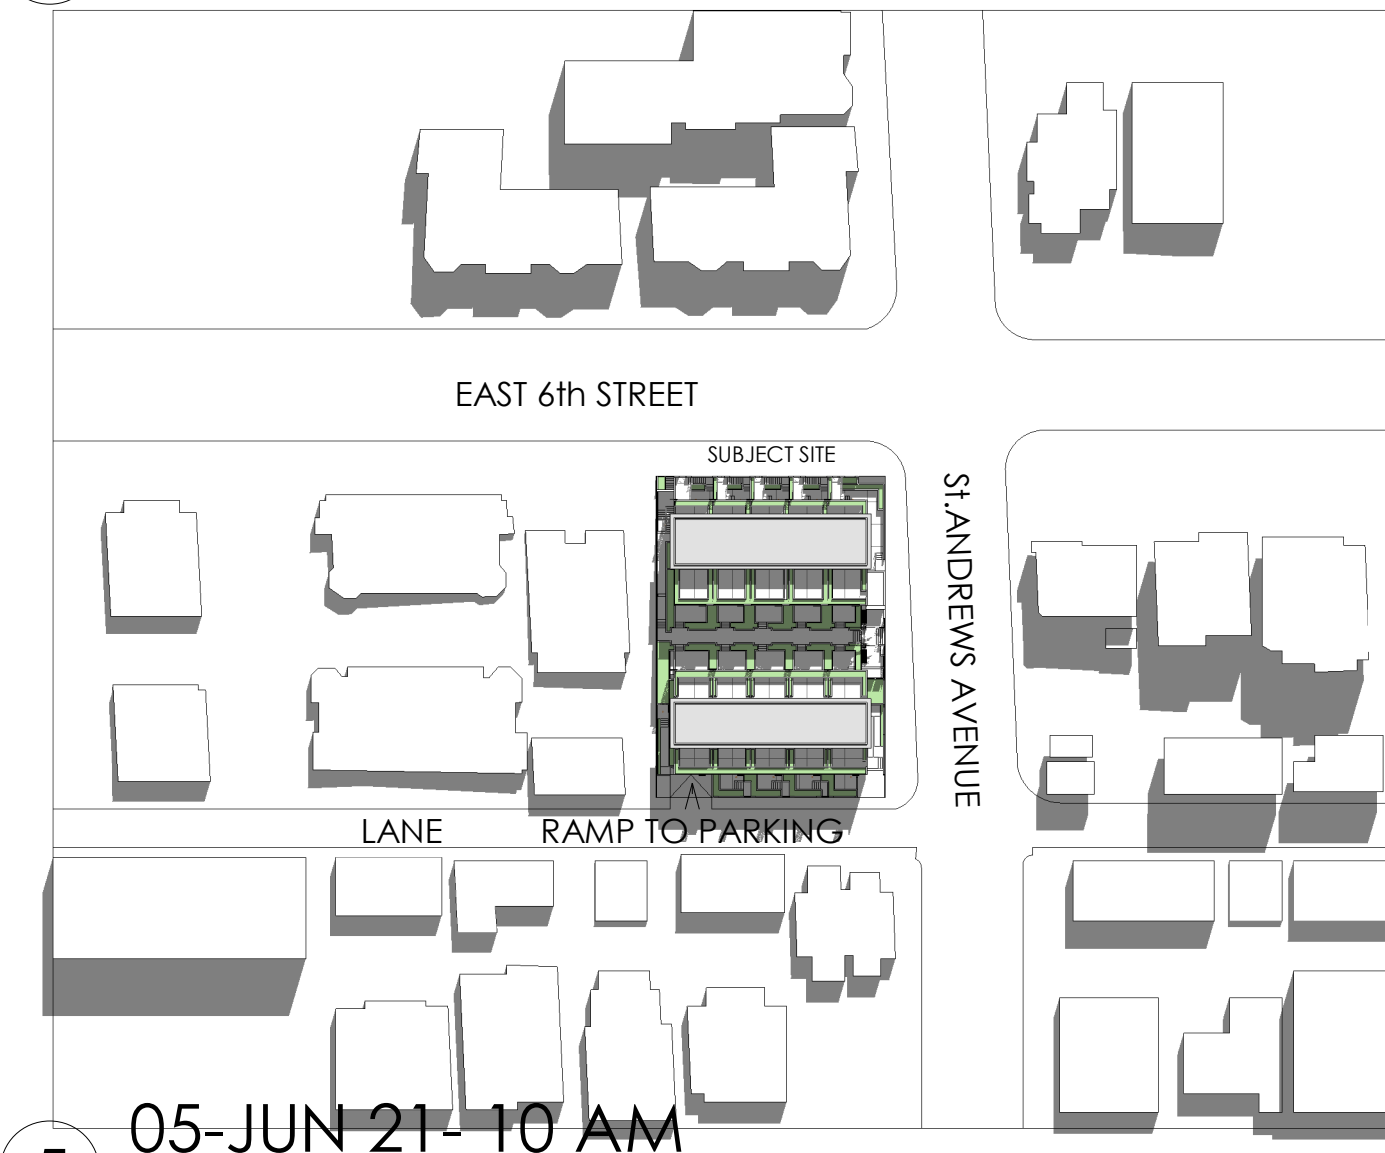 EAST 6th STREET
SUBJECT SITE
St.ANDREWS AVENUE
LANE
RAMP TO PARKING
05-JUN 21- 10 AM